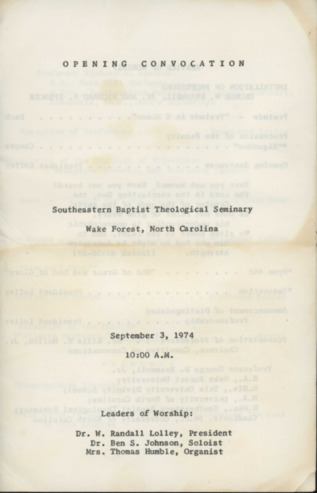 OPENING CONVOCATION
Southeastern Baptist Theological Seminary
Wake Forest, North Carolina
September 3, 1974
10:00 A.M.
Leaders of Worship:
Dr. W. Randall Lolley, President
Dr. Ben S. Johnson, Soloist
Mrs. Thomas Humble, Organist